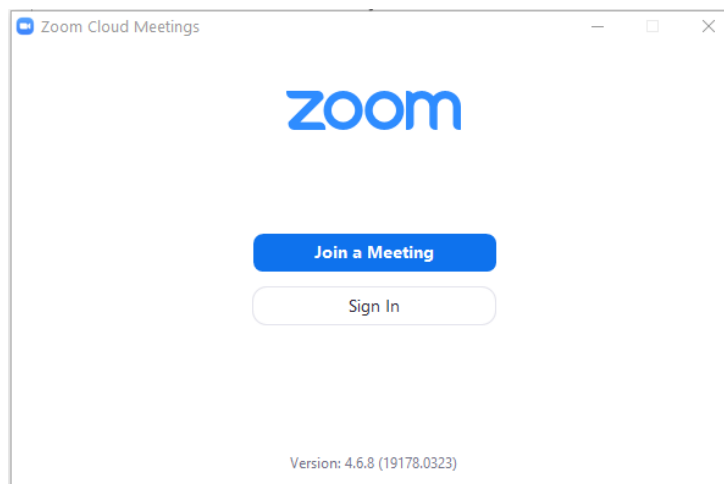 Zoom Cloud Meetings
zoom
Join a Meeting
Sign In
Version: 4.6.8 (19178.0323)